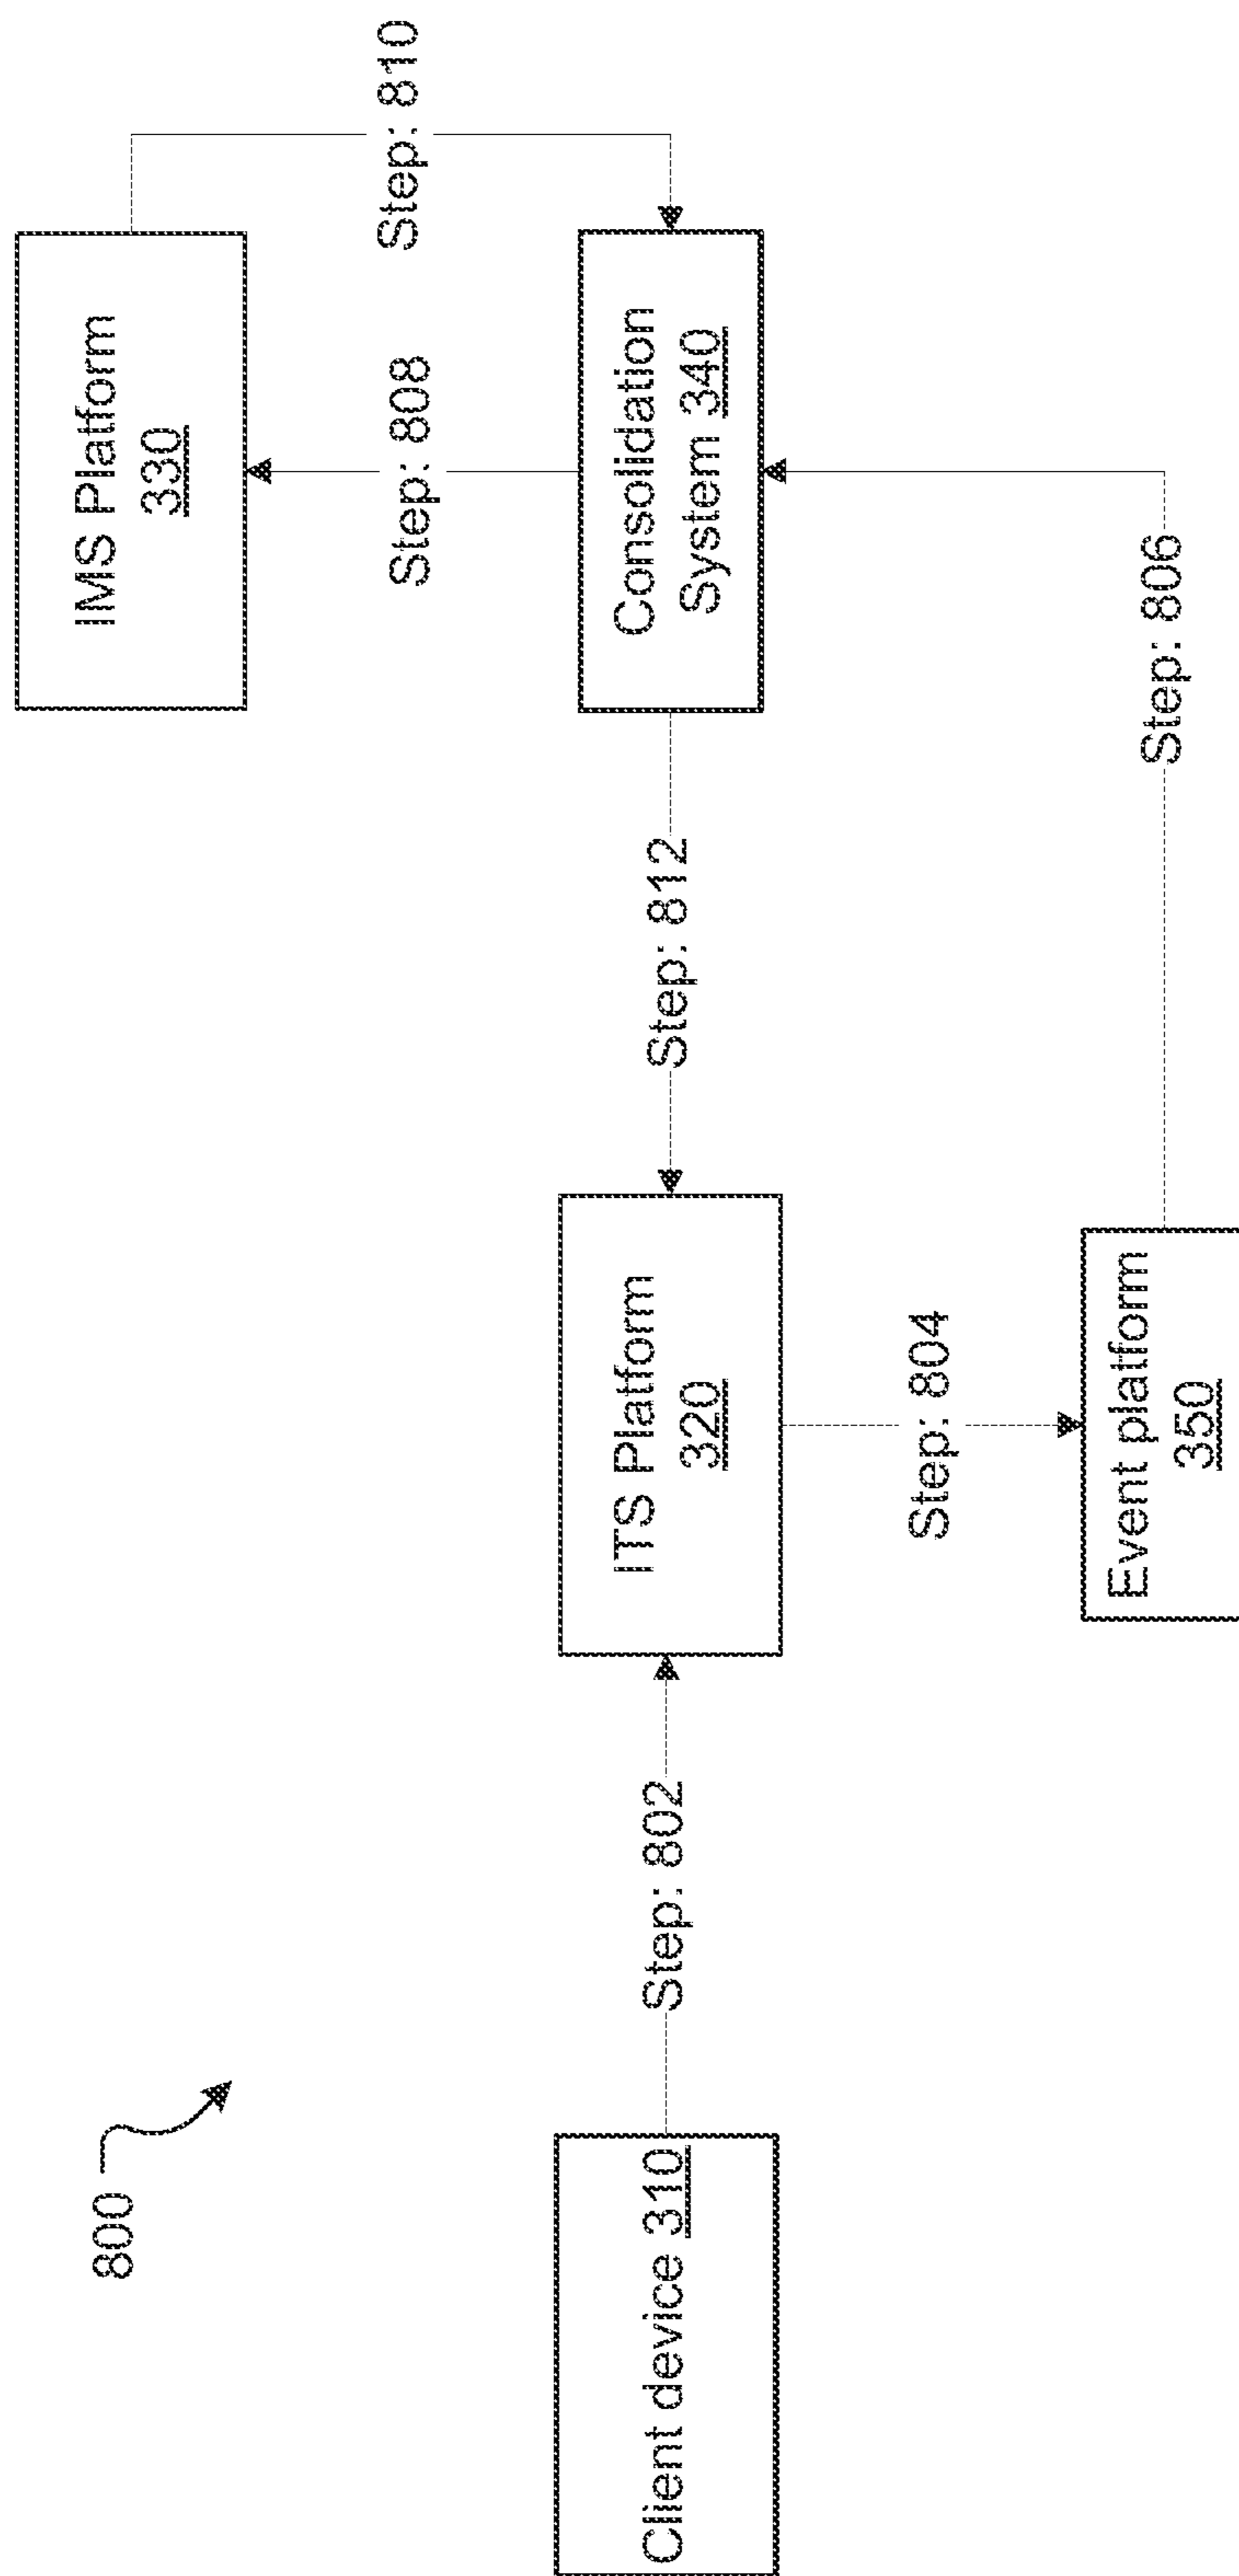 800
Client device 310
Step: 802
ITS Platform
320
Step: 804
Event platform
350
Step: 806
Step: 812
Consolidation
System 340
Step: 808
IMS Platform
330
Step: 810